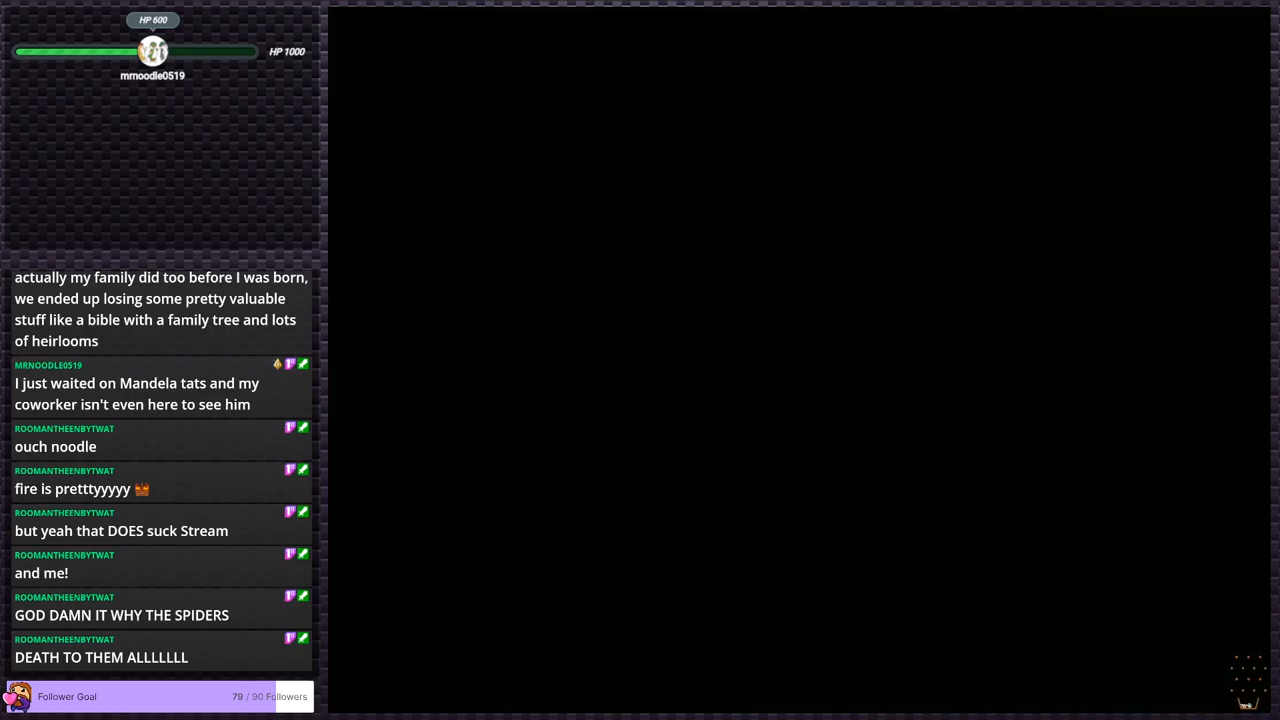 HP 600
HP 1000
mrnoodle0519
actually my family did too before I was born,
we ended up losing some pretty valuable
stuff like a bible with a family tree and lots
of heirlooms
MRNOODLE0519
I just waited on Mandela tats and my
coworker isn't even here to see him
ROOMANTHEENBYTWAT
ouch noodle
ROOMANTHEENBYTWAT
fire is pretttyyyyy
ROOMANTHEENBYTWAT
but yeah that DOES suck Stream
ROOMANTHEENBYTWAT
and me!
ROOMANTHEENBYTWAT
GOD DAMN IT WHY THE SPIDERS
ROOMANTHEENBYTWAT
DEATH TO THEM ALLLLLLL
Follower Goal 79 / 90 Followers